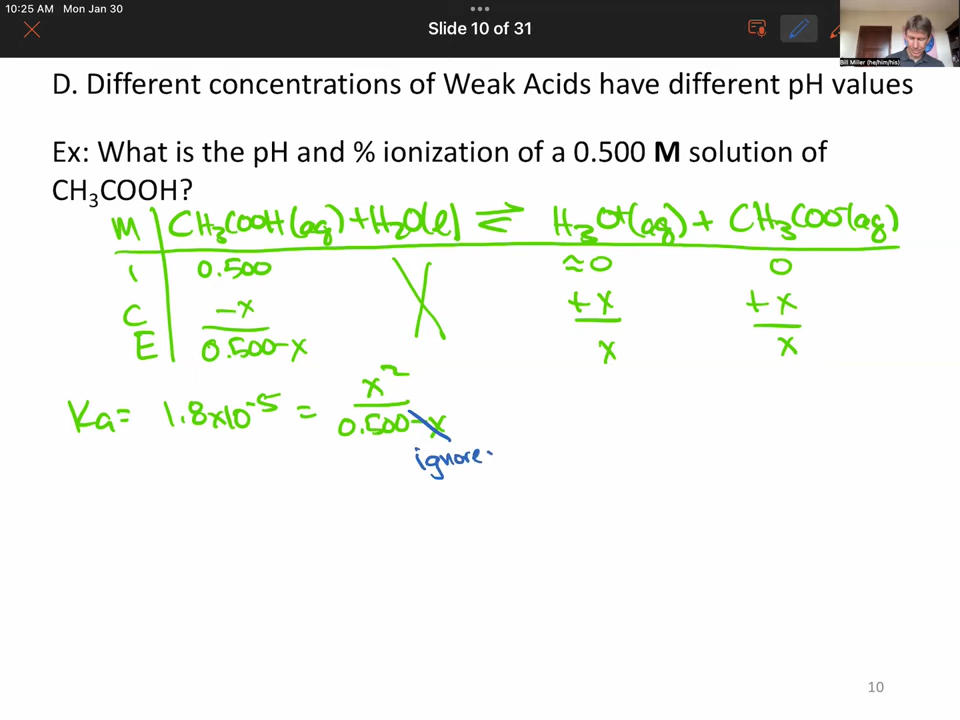 10:25 AM Mon Jan 30
Slide 10 of 31
Bill Miller (he/him/his)
D. Different concentrations of Weak Acids have different pH values
Ex: What is the pH and % ionization of a 0.500 M solution of
CH₃COOH?
M CH₃COOH(aq) + H₂O(l) ⇌ H₃O⁺(aq) + CH₃COO⁻(aq)
I 0.500 ≈0 0
C -x +x +x
E 0.500-x x x
Ka = 1.8x10⁻⁵ = x² / 0.500-x
ignore.
10